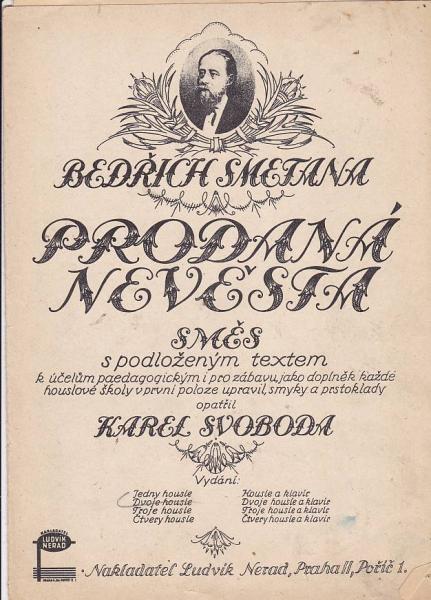 BEDŘICH SMETANA
PRODANÁ
NEVĚSTA
SMĚS
s podloženým textem
k účelům paedagogickým i pro zábavu, jako doplněk každé
houslové školy v první poloze upravil, smyky a prstoklady
opatřil
KAREL SVOBODA
Vydání:
Jedny housle
Dvoje housle
Troje housle
Čtvery housle
Housle a klavír
Dvoje housle a klavír
Troje housle a klavír
Čtvery housle a klavír
NAKLADATEL
LUDVÍK
NERAD
Nakladatel Ludvík Nerad, Praha II, Poříč 1.